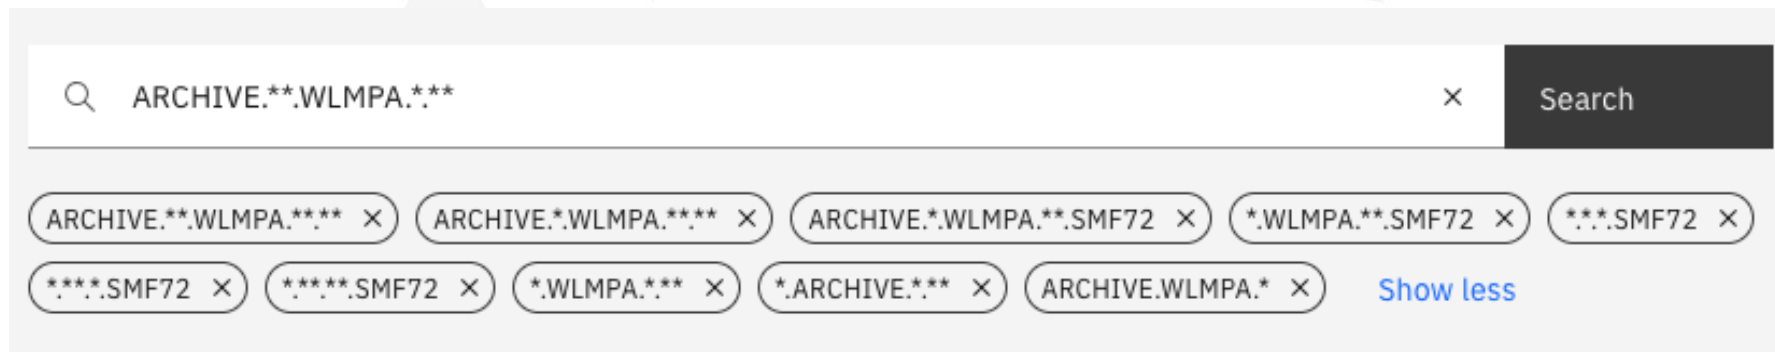 ARCHIVE.**.WLMPA.*.** × Search
ARCHIVE.**.WLMPA.**.** × ARCHIVE.*.WLMPA.**.** × ARCHIVE.*.WLMPA.**.SMF72 × *.WLMPA.**.SMF72 × *.*.*.SMF72 ×
*.**.*.SMF72 × *.**.**.SMF72 × *.WLMPA.*.** × *.ARCHIVE.*.** × ARCHIVE.WLMPA.* × Show less